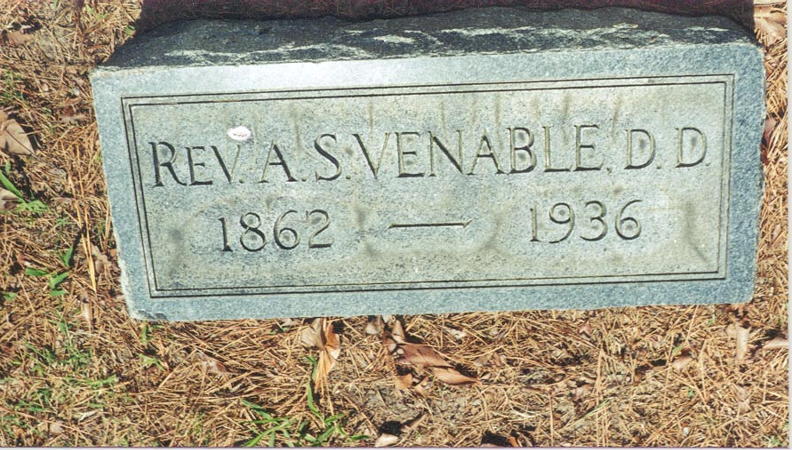 REV. A. S. VENABLE, D. D.
1862 — 1936